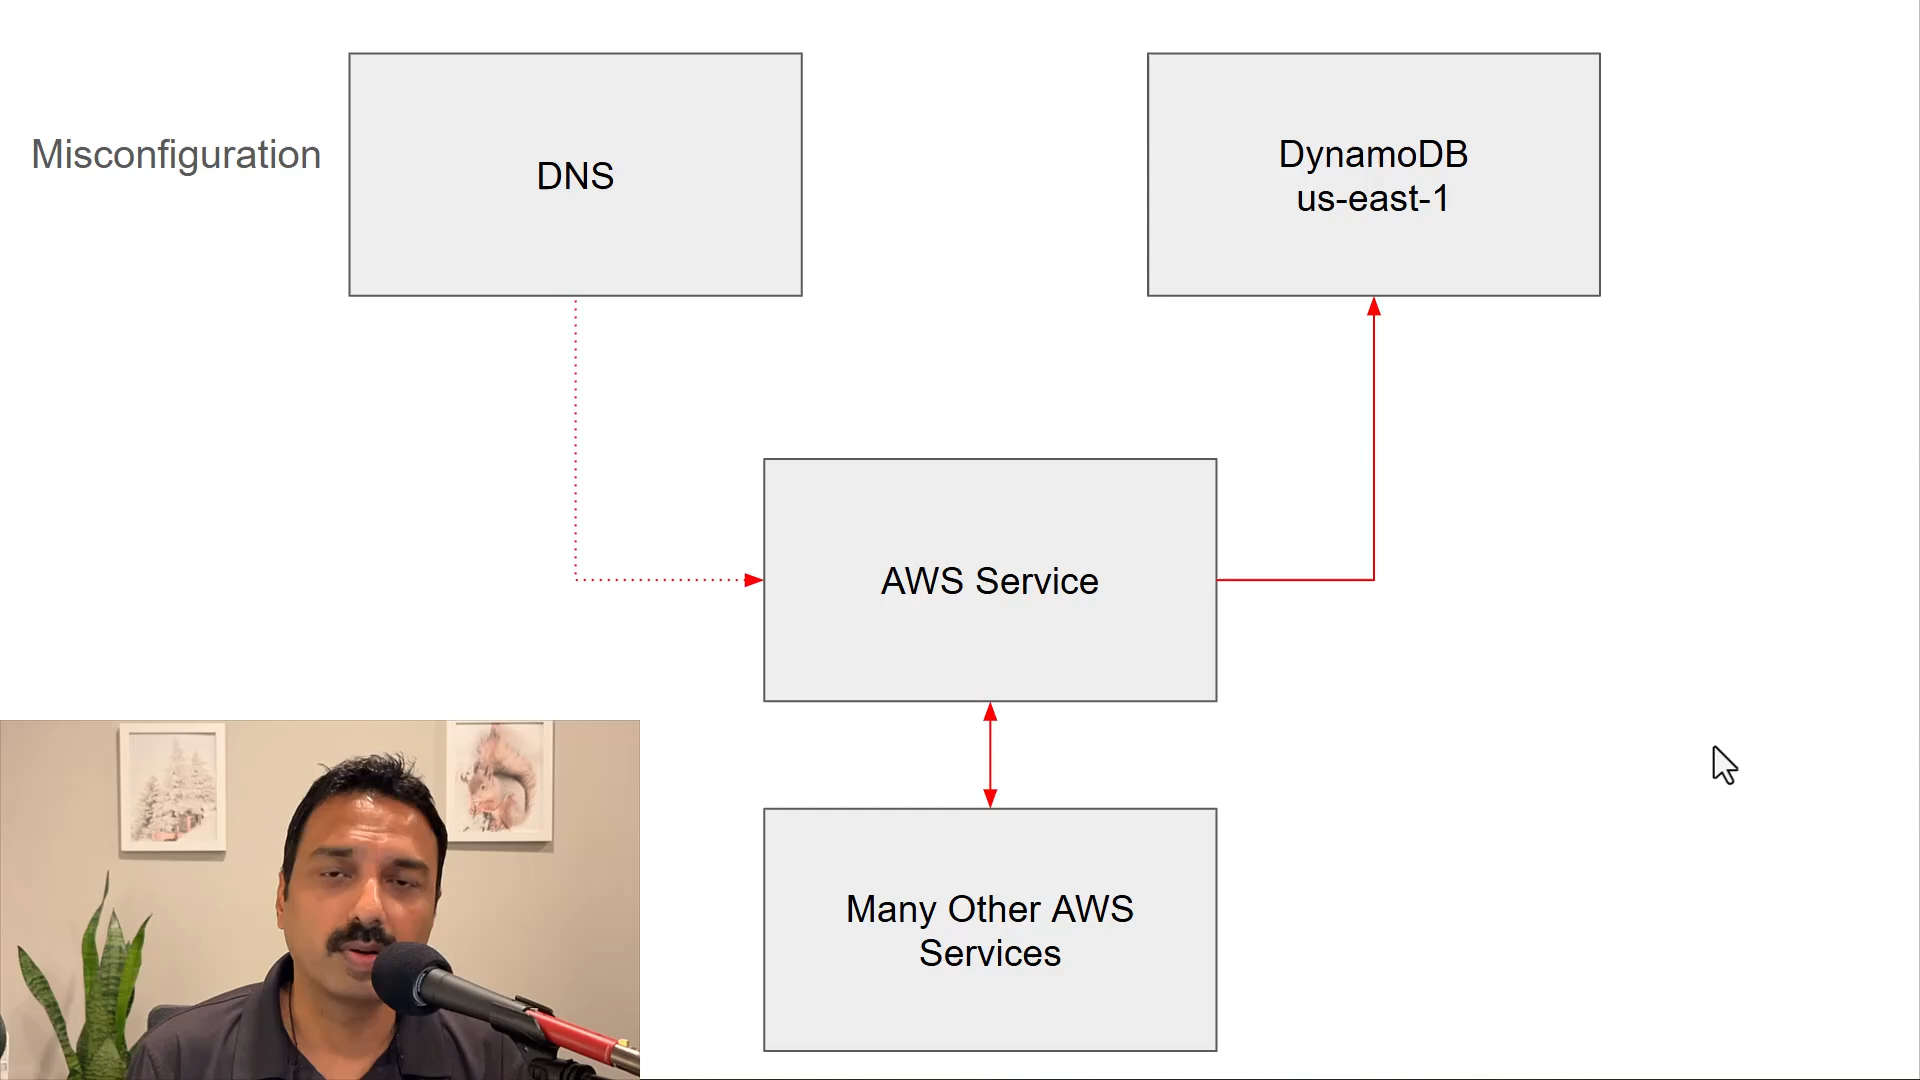 Misconfiguration
DNS
DynamoDB
us-east-1
AWS Service
Many Other AWS
Services